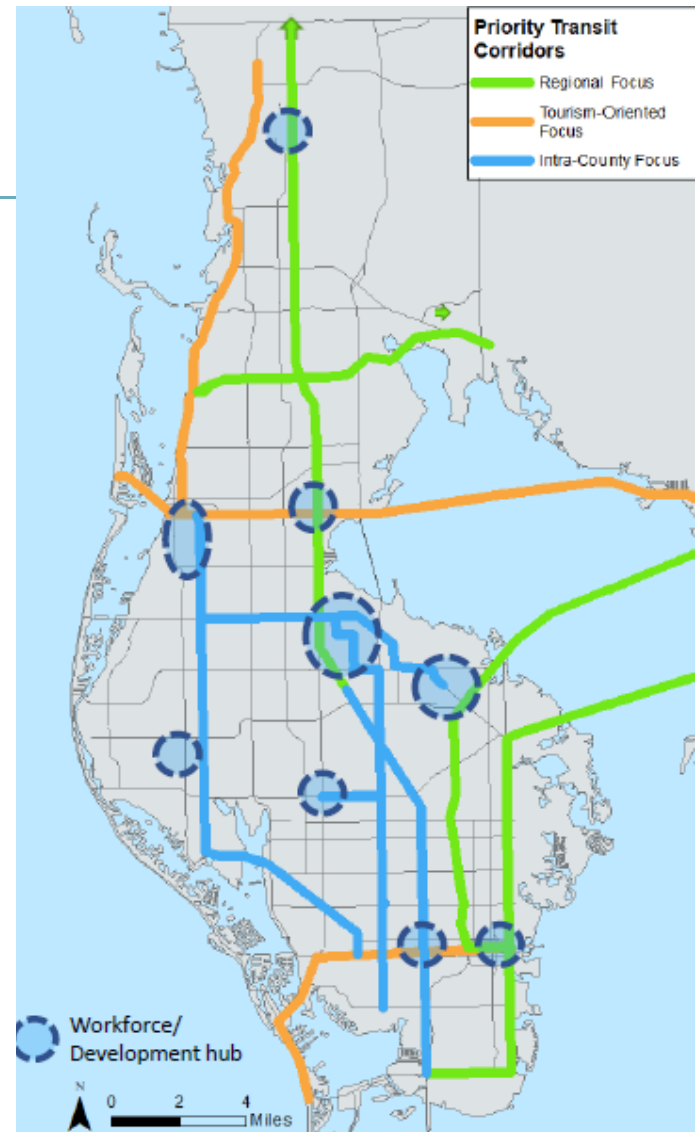 Priority Transit
Corridors
Regional Focus
Tourism-Oriented
Focus
Intra-County Focus
Workforce/
Development hub
N
0 2 4
Miles